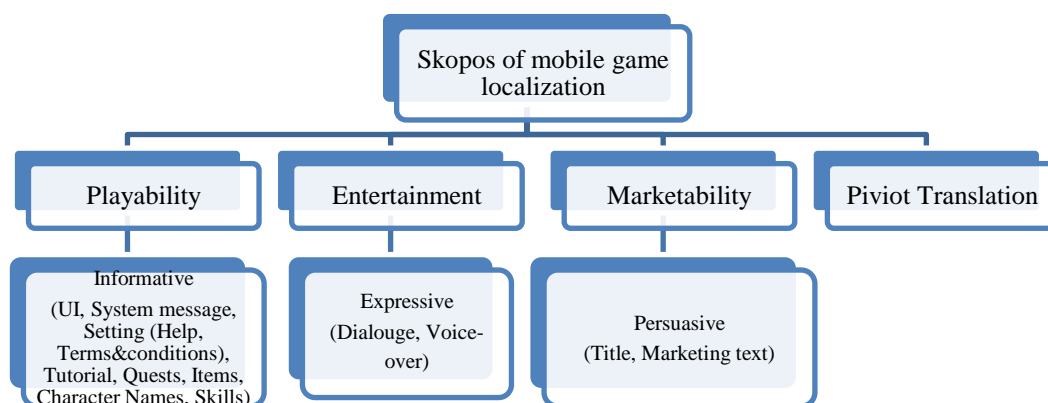 Skopos of mobile game
localization
Playability
Entertainment
Marketability
Piviot Translation
Informative
(UI, System message,
Setting (Help,
Terms&conditions),
Tutorial, Quests, Items,
Character Names, Skills)
Expressive
(Dialouge, Voice-
over)
Persuasive
(Title, Marketing text)